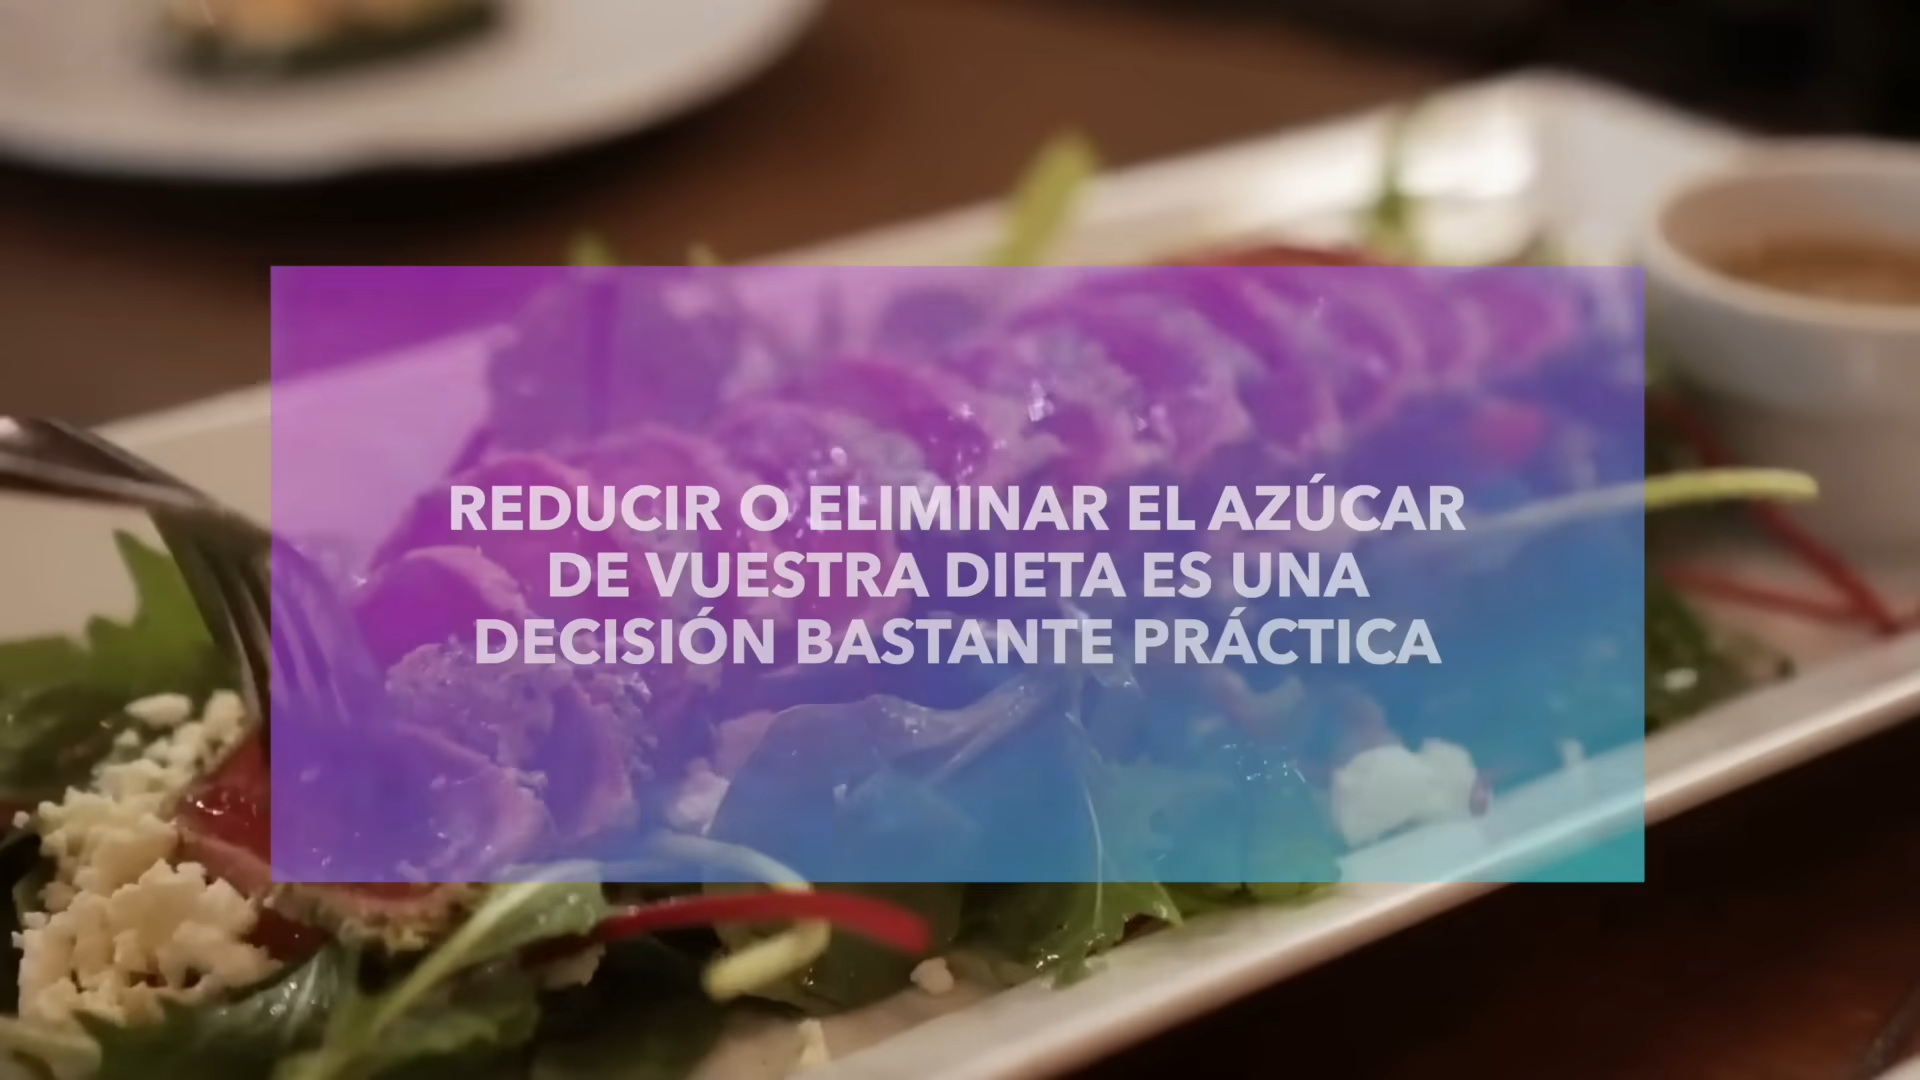 REDUCIR O ELIMINAR EL AZÚCAR
DE VUESTRA DIETA ES UNA
DECISIÓN BASTANTE PRÁCTICA